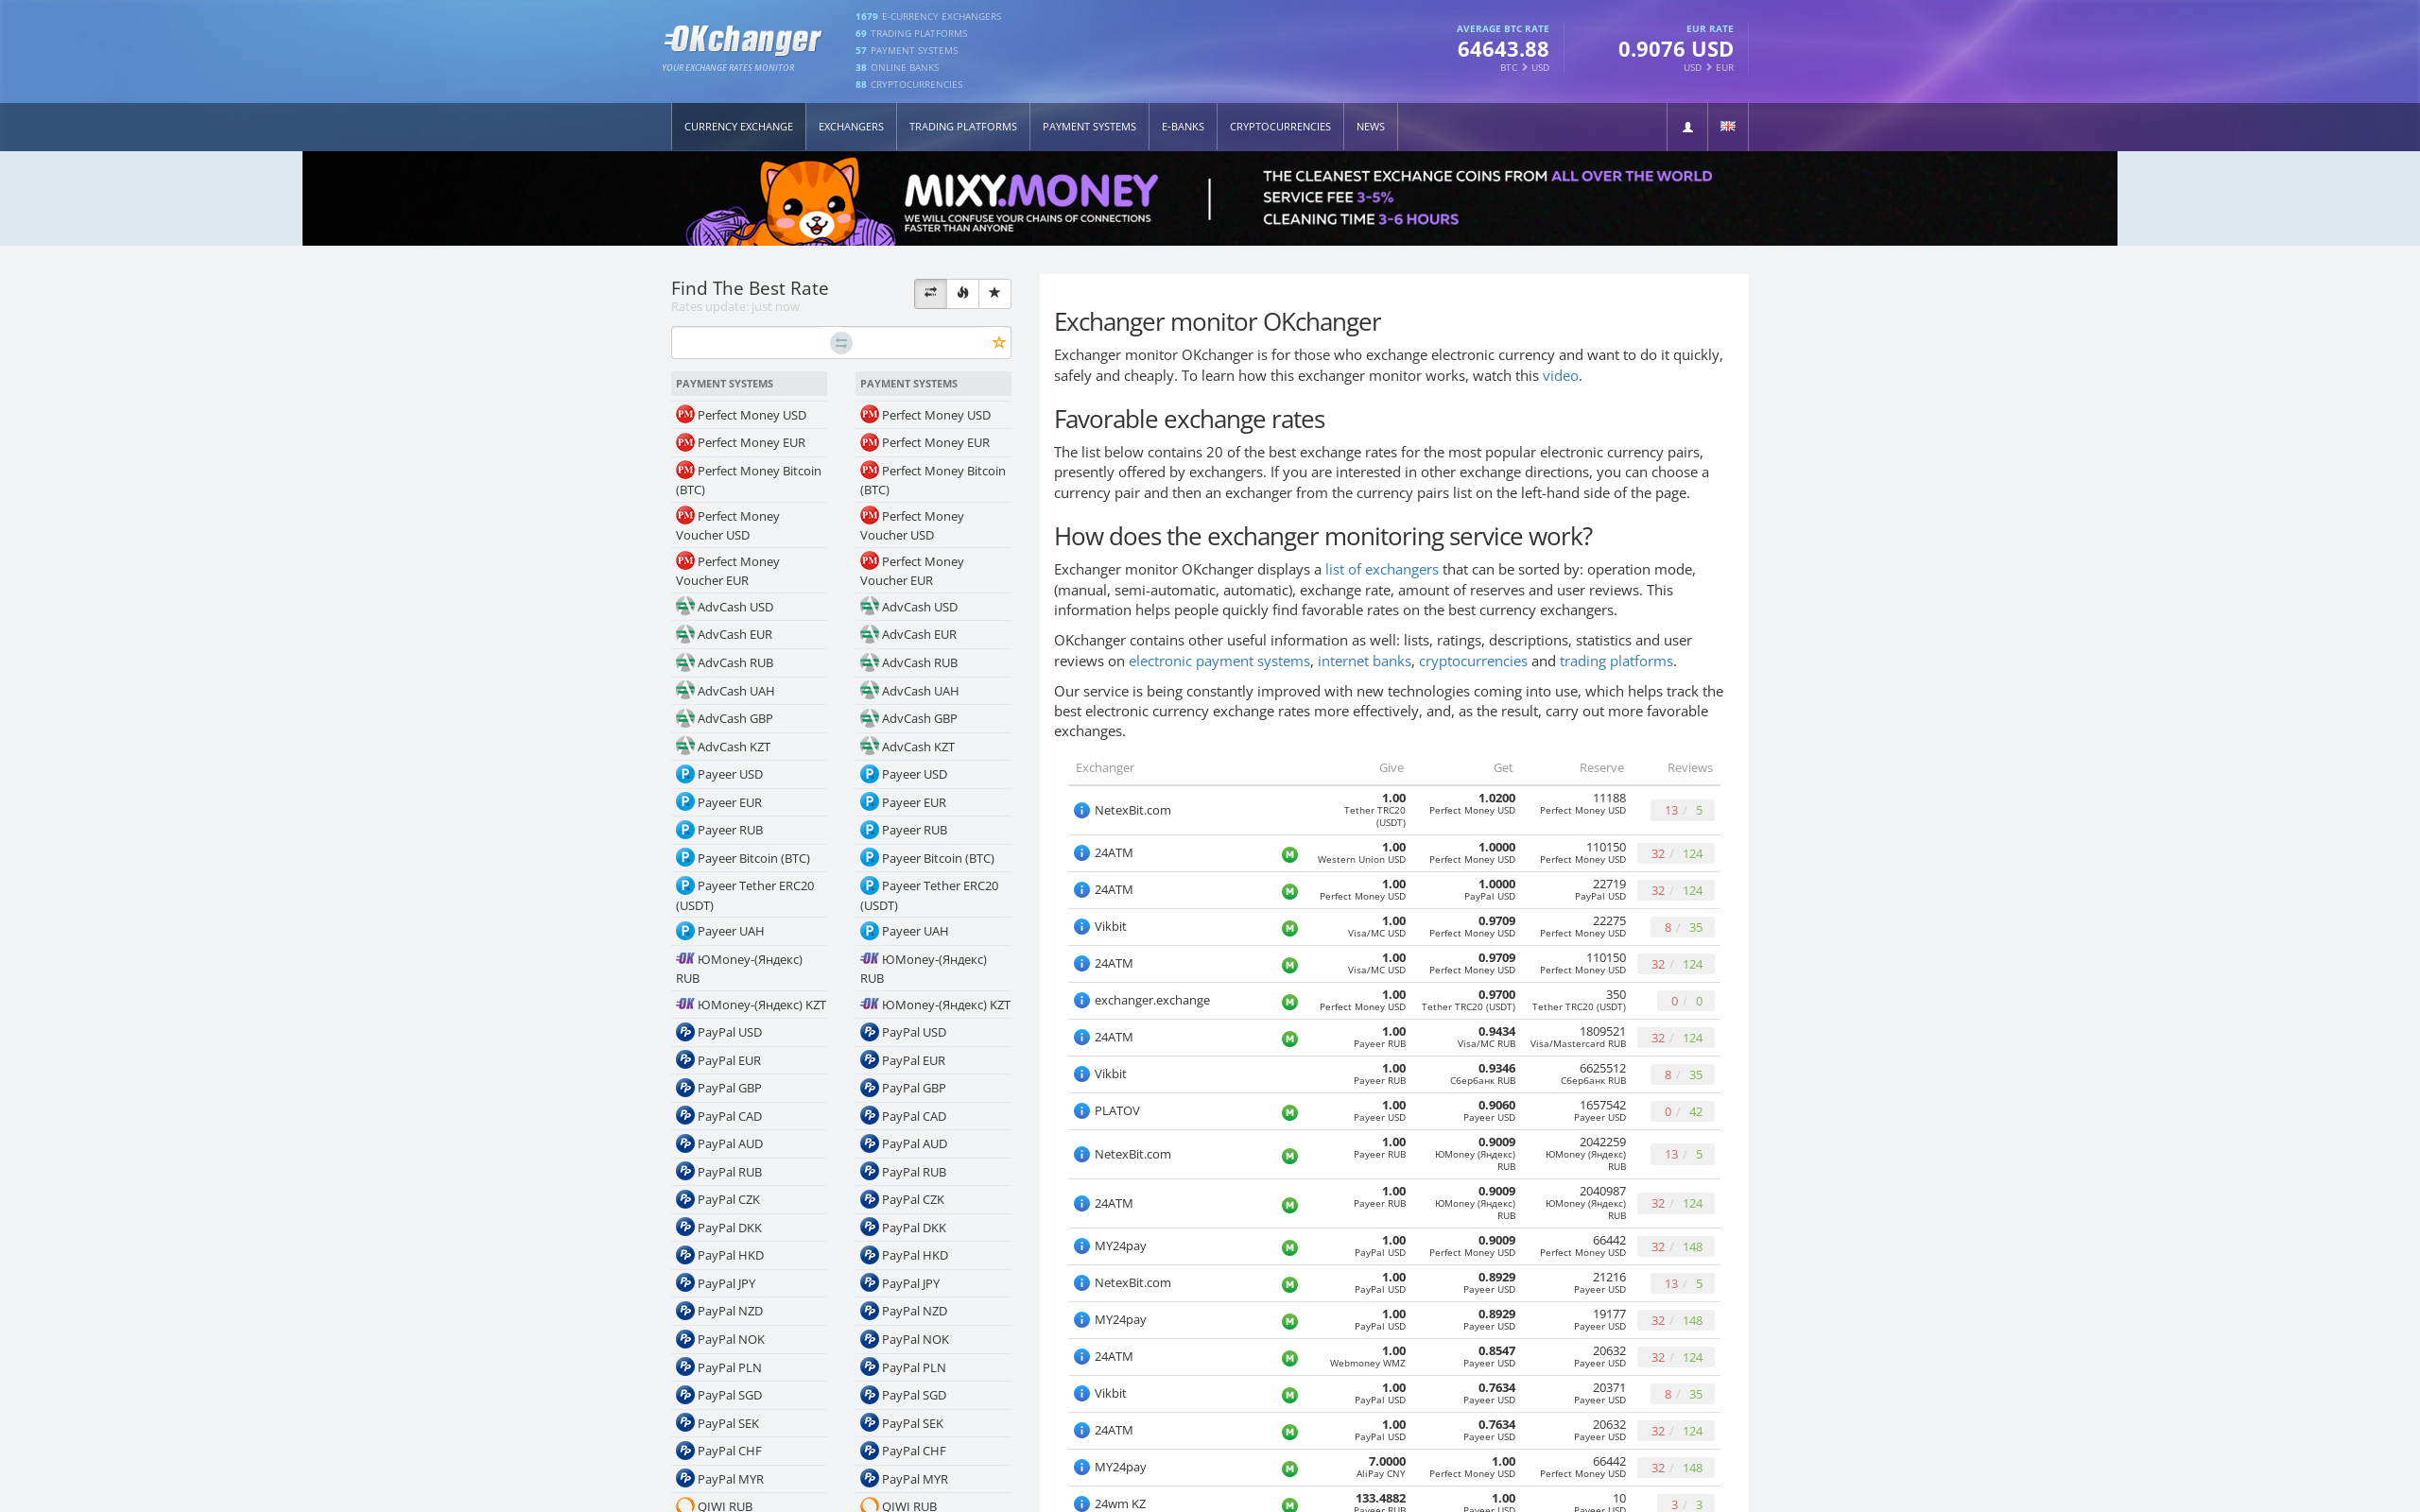 OKchanger
YOUR EXCHANGE RATES MONITOR
1679 E-CURRENCY EXCHANGERS
69 TRADING PLATFORMS
57 PAYMENT SYSTEMS
38 ONLINE BANKS
88 CRYPTOCURRENCIES
AVERAGE BTC RATE
64643.88
BTC USD
EUR RATE
0.9076 USD
USD EUR
CURRENCY EXCHANGE EXCHANGERS TRADING PLATFORMS PAYMENT SYSTEMS E-BANKS CRYPTOCURRENCIES NEWS
MIXY.MONEY
WE WILL CONFUSE YOUR CHAINS OF CONNECTIONS
FASTER THAN ANYONE
THE CLEANEST EXCHANGE COINS FROM ALL OVER THE WORLD
SERVICE FEE 3-5%
CLEANING TIME 3-6 HOURS
Find The Best Rate
Rates update: just now
PAYMENT SYSTEMS PAYMENT SYSTEMS
PM Perfect Money USD PM Perfect Money USD
PM Perfect Money EUR PM Perfect Money EUR
PM Perfect Money Bitcoin PM Perfect Money Bitcoin
(BTC) (BTC)
PM Perfect Money PM Perfect Money
Voucher USD Voucher USD
PM Perfect Money PM Perfect Money
Voucher EUR Voucher EUR
AdvCash USD AdvCash USD
AdvCash EUR AdvCash EUR
AdvCash RUB AdvCash RUB
AdvCash UAH AdvCash UAH
AdvCash GBP AdvCash GBP
AdvCash KZT AdvCash KZT
P Payeer USD P Payeer USD
P Payeer EUR P Payeer EUR
P Payeer RUB P Payeer RUB
P Payeer Bitcoin (BTC) P Payeer Bitcoin (BTC)
P Payeer Tether ERC20 P Payeer Tether ERC20
(USDT) (USDT)
P Payeer UAH P Payeer UAH
OK ЮMoney-(Яндекс) OK ЮMoney-(Яндекс)
RUB RUB
OK ЮMoney-(Яндекс) KZT OK ЮMoney-(Яндекс) KZT
PayPal USD PayPal USD
PayPal EUR PayPal EUR
PayPal GBP PayPal GBP
PayPal CAD PayPal CAD
PayPal AUD PayPal AUD
PayPal RUB PayPal RUB
PayPal CZK PayPal CZK
PayPal DKK PayPal DKK
PayPal HKD PayPal HKD
PayPal JPY PayPal JPY
PayPal NZD PayPal NZD
PayPal NOK PayPal NOK
PayPal PLN PayPal PLN
PayPal SGD PayPal SGD
PayPal SEK PayPal SEK
PayPal CHF PayPal CHF
PayPal MYR PayPal MYR
QIWI RUB QIWI RUB
Exchanger monitor OKchanger
Exchanger monitor OKchanger is for those who exchange electronic currency and want to do it quickly,
safely and cheaply. To learn how this exchanger monitor works, watch this video.
Favorable exchange rates
The list below contains 20 of the best exchange rates for the most popular electronic currency pairs,
presently offered by exchangers. If you are interested in other exchange directions, you can choose a
currency pair and then an exchanger from the currency pairs list on the left-hand side of the page.
How does the exchanger monitoring service work?
Exchanger monitor OKchanger displays a list of exchangers that can be sorted by: operation mode,
(manual, semi-automatic, automatic), exchange rate, amount of reserves and user reviews. This
information helps people quickly find favorable rates on the best currency exchangers.
OKchanger contains other useful information as well: lists, ratings, descriptions, statistics and user
reviews on electronic payment systems, internet banks, cryptocurrencies and trading platforms.
Our service is being constantly improved with new technologies coming into use, which helps track the
best electronic currency exchange rates more effectively, and, as the result, carry out more favorable
exchanges.
Exchanger Give Get Reserve Reviews
NetexBit.com 1.00 1.0200 11188 13 / 5
Tether TRC20 Perfect Money USD Perfect Money USD
(USDT)
24ATM M 1.00 1.0000 110150 32 / 124
Western Union USD Perfect Money USD Perfect Money USD
24ATM M 1.00 1.0000 22719 32 / 124
Perfect Money USD PayPal USD PayPal USD
Vikbit M 1.00 0.9709 22275 8 / 35
Visa/MC USD Perfect Money USD Perfect Money USD
24ATM M 1.00 0.9709 110150 32 / 124
Visa/MC USD Perfect Money USD Perfect Money USD
exchanger.exchange M 1.00 0.9700 350 0 / 0
Perfect Money USD Tether TRC20 (USDT) Tether TRC20 (USDT)
24ATM M 1.00 0.9434 1809521 32 / 124
Payeer RUB Visa/MC RUB Visa/Mastercard RUB
Vikbit 1.00 0.9346 6625512 8 / 35
Payeer RUB Сбербанк RUB Сбербанк RUB
PLATOV M 1.00 0.9060 1657542 0 / 42
Payeer USD Payeer USD Payeer USD
NetexBit.com M 1.00 0.9009 2042259 13 / 5
Payeer RUB ЮMoney (Яндекс) ЮMoney (Яндекс)
RUB RUB
24ATM M 1.00 0.9009 2040987 32 / 124
Payeer RUB ЮMoney (Яндекс) ЮMoney (Яндекс)
RUB RUB
MY24pay M 1.00 0.9009 66442 32 / 148
PayPal USD Perfect Money USD Perfect Money USD
NetexBit.com M 1.00 0.8929 21216 13 / 5
PayPal USD Payeer USD Payeer USD
MY24pay M 1.00 0.8929 19177 32 / 148
PayPal USD Payeer USD Payeer USD
24ATM M 1.00 0.8547 20632 32 / 124
Webmoney WMZ Payeer USD Payeer USD
Vikbit M 1.00 0.7634 20371 8 / 35
PayPal USD Payeer USD Payeer USD
24ATM M 1.00 0.7634 20632 32 / 124
PayPal USD Payeer USD Payeer USD
MY24pay M 7.0000 1.00 66442 32 / 148
AliPay CNY Perfect Money USD Perfect Money USD
24wm KZ M 133.4882 1.00 10 3 / 3
Payeer RUB Payeer USD Payeer USD